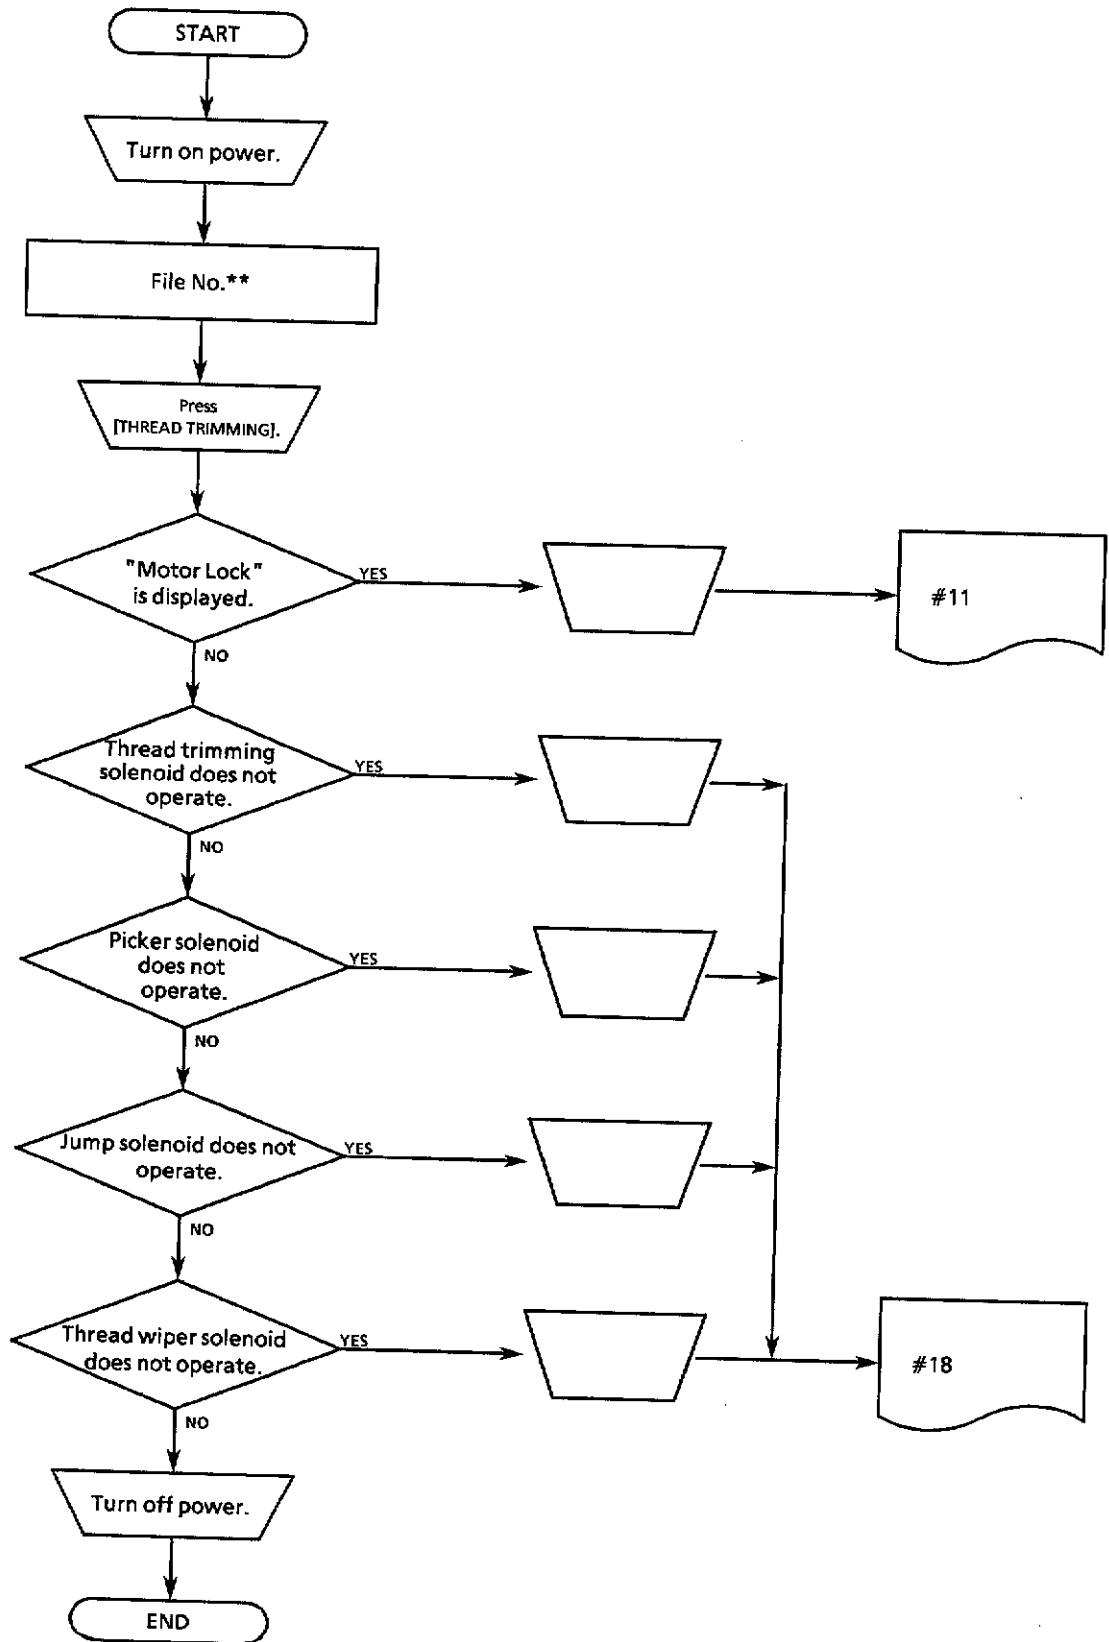 START
Turn on power.
File No.**
Press
[THREAD TRIMMING].
"Motor Lock"
is displayed.
YES
#11
NO
Thread trimming
solenoid does not
operate.
YES
NO
Picker solenoid
does not
operate.
YES
NO
Jump solenoid does not
operate.
YES
NO
Thread wiper solenoid
does not operate.
YES
#18
NO
Turn off power.
END